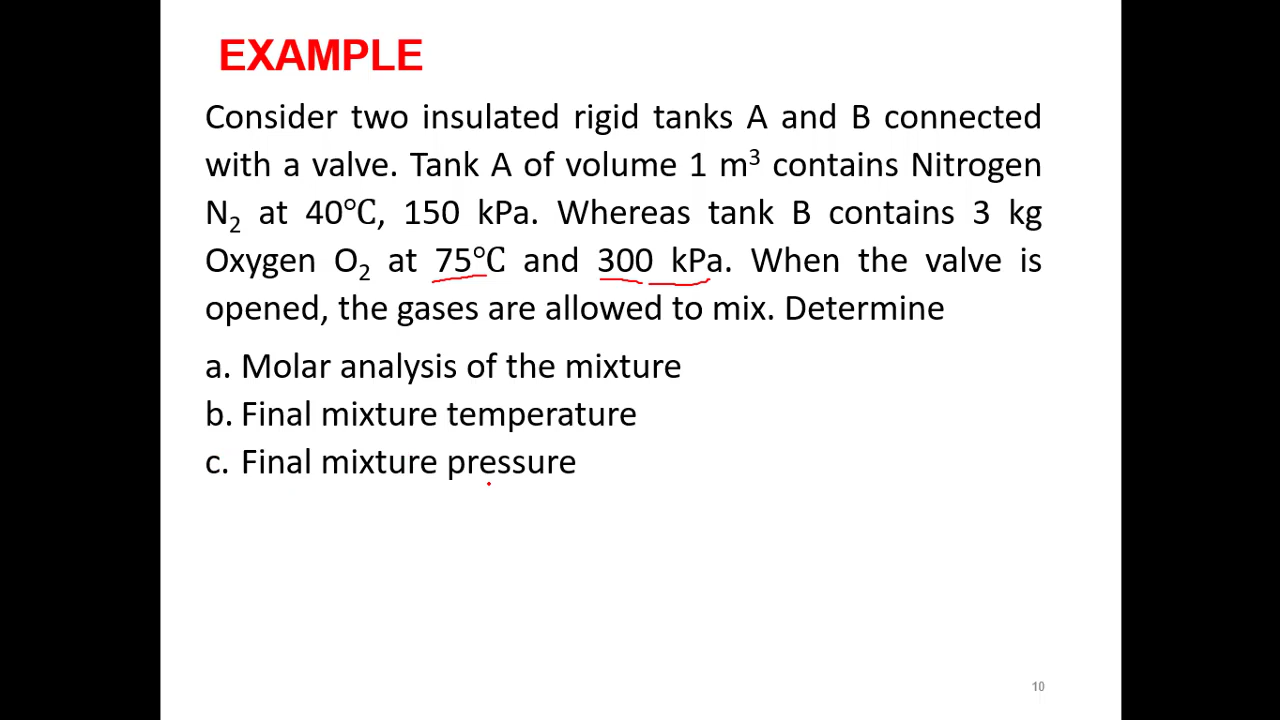 EXAMPLE
Consider two insulated rigid tanks A and B connected
with a valve. Tank A of volume 1 m³ contains Nitrogen
N₂ at 40℃, 150 kPa. Whereas tank B contains 3 kg
Oxygen O₂ at 75℃ and 300 kPa. When the valve is
opened, the gases are allowed to mix. Determine
a. Molar analysis of the mixture
b. Final mixture temperature
c. Final mixture pressure
10